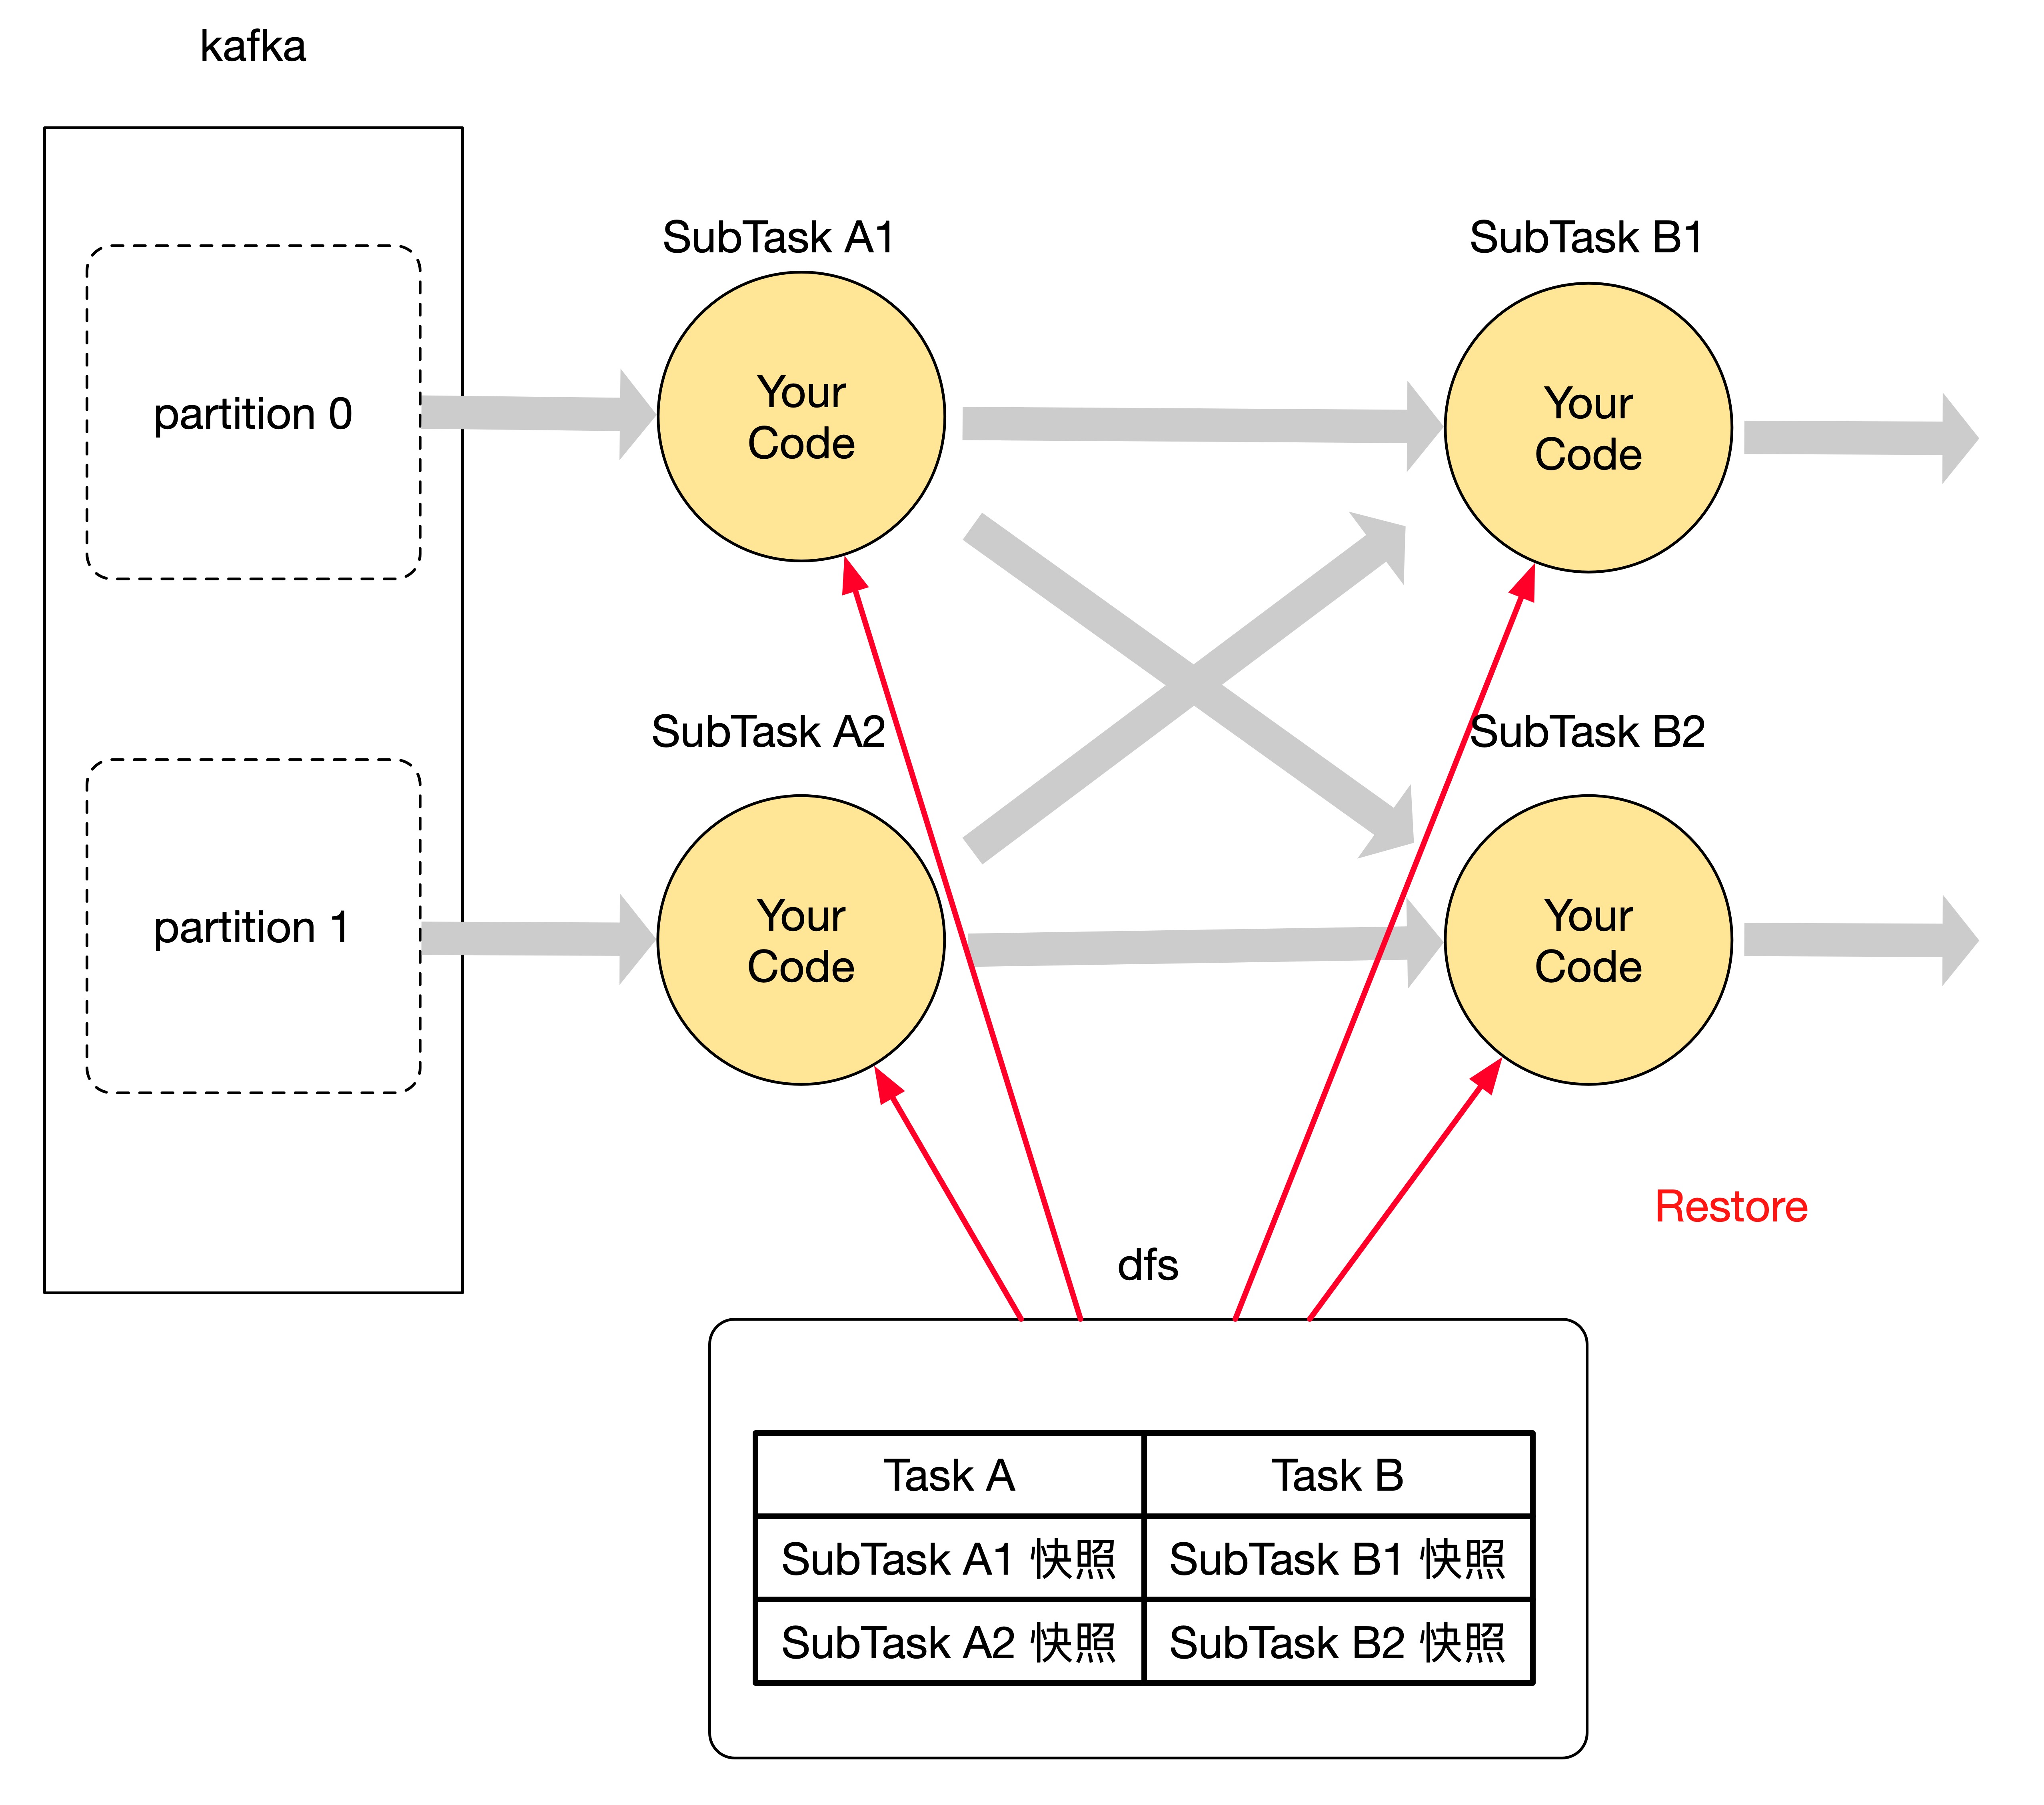 kafka
SubTask A1
SubTask B1
partition 0
Your
Code
Your
Code
SubTask A2
SubTask B2
partition 1
Your
Code
Your
Code
Restore
dfs
Task A
Task B
SubTask A1 快照
SubTask B1 快照
SubTask A2 快照
SubTask B2 快照